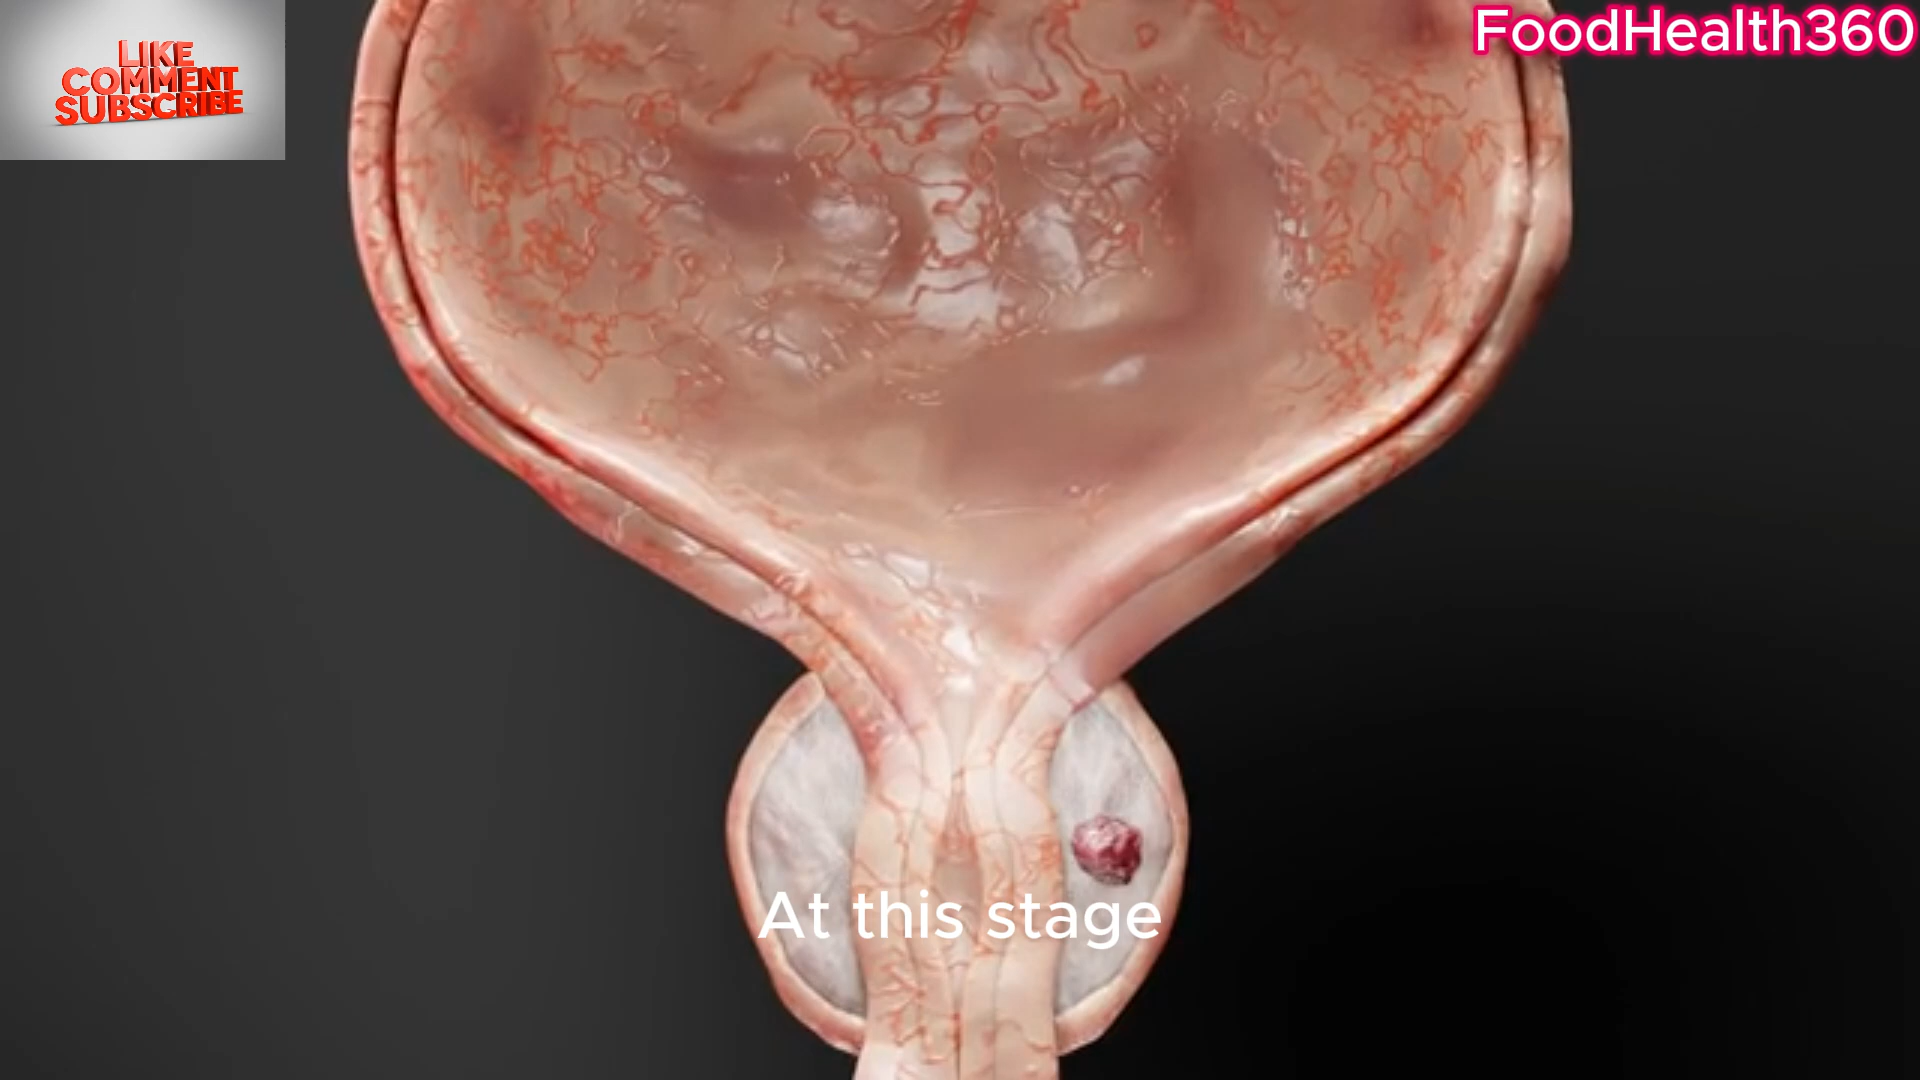 LIKE
COMMENT
SUBSCRIBE
FoodHealth360
At this stage